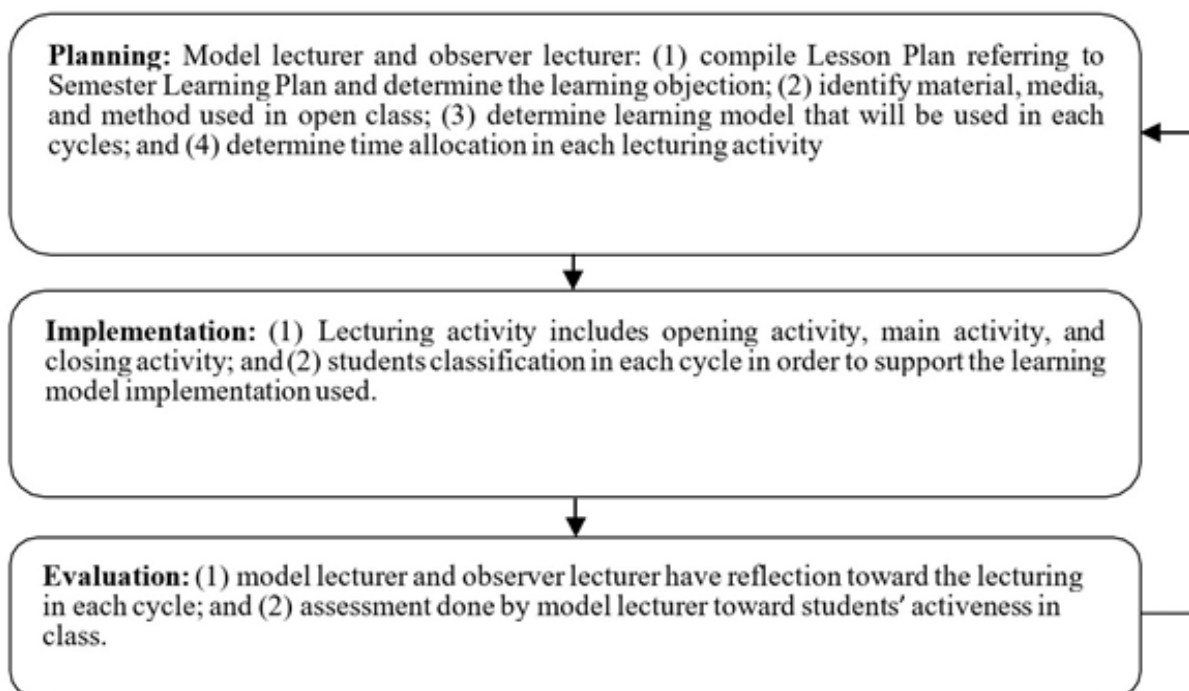 Planning: Model lecturer and observer lecturer: (1) compile Lesson Plan referring to
Semester Learning Plan and determine the learning objection; (2) identify material, media,
and method used in open class; (3) determine learning model that will be used in each
cycles; and (4) determine time allocation in each lecturing activity
Implementation: (1) Lecturing activity includes opening activity, main activity, and
closing activity; and (2) students classification in each cycle in order to support the learning
model implementation used.
Evaluation: (1) model lecturer and observer lecturer have reflection toward the lecturing
in each cycle; and (2) assessment done by model lecturer toward students' activeness in
class.